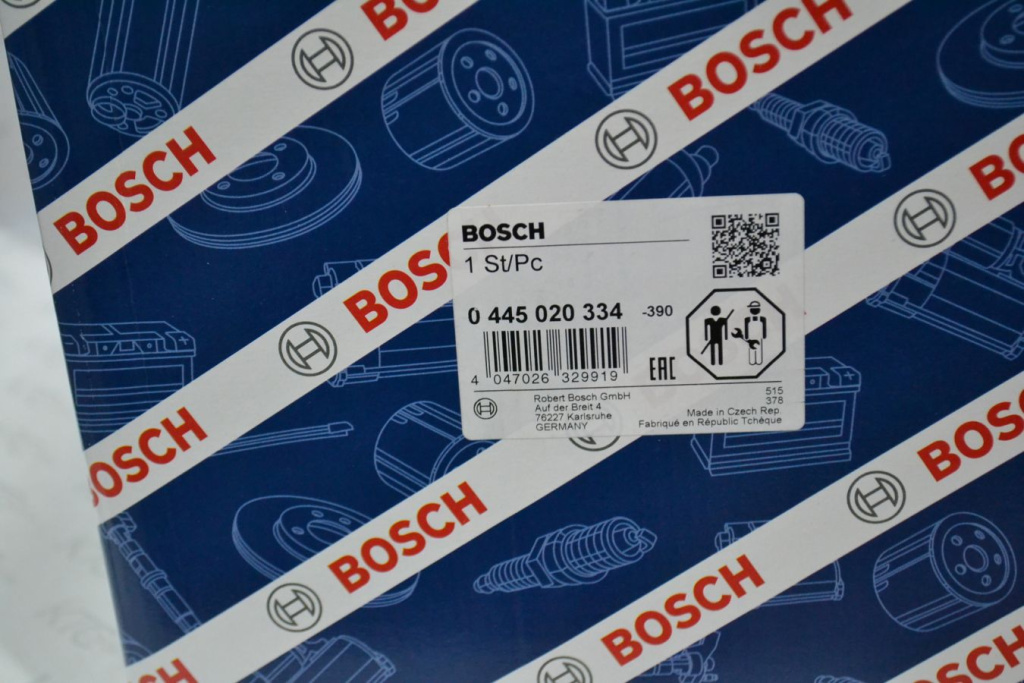 BOSCH
BOSCH
BOSCH
BOSCH
BOSCH
BOSCH
1 St/Pc
0 445 020 334 -390
4 047026 329919
EAC
Robert Bosch GmbH
Auf der Breit 4
76227 Karlsruhe
GERMANY
515
378
Made in Czech Rep.
Fabriqué en République Tchèque
BOSCH
BOSCH
BOSCH
BOSCH
BOSCH
BOSCH